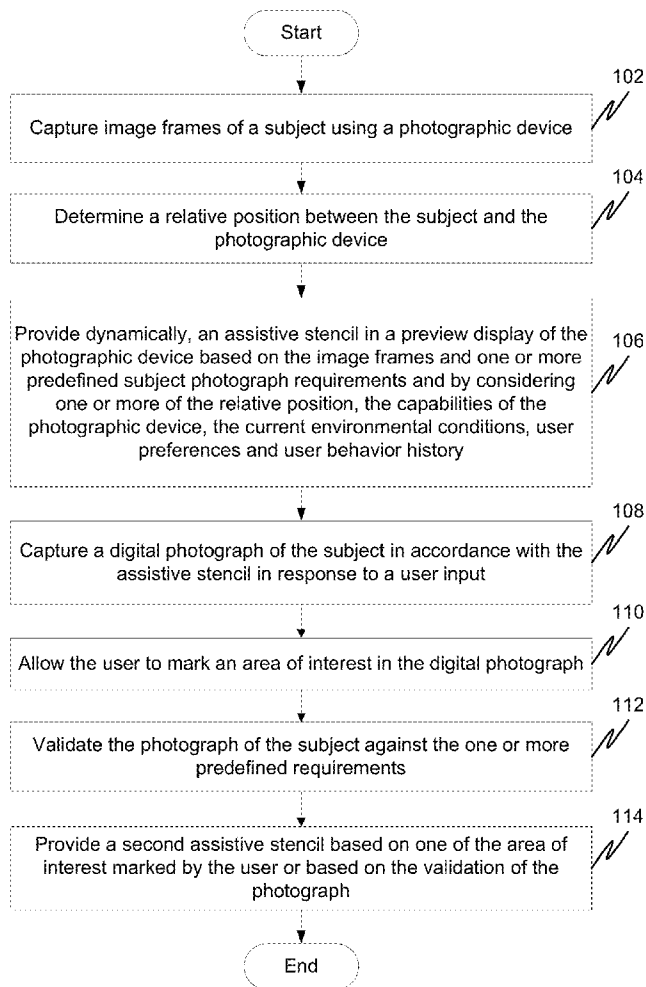 Start
102
Capture image frames of a subject using a photographic device
104
Determine a relative position between the subject and the
photographic device
106
Provide dynamically, an assistive stencil in a preview display of the
photographic device based on the image frames and one or more
predefined subject photograph requirements and by considering
one or more of the relative position, the capabilities of the
photographic device, the current environmental conditions, user
preferences and user behavior history
108
Capture a digital photograph of the subject in accordance with the
assistive stencil in response to a user input
110
Allow the user to mark an area of interest in the digital photograph
112
Validate the photograph of the subject against the one or more
predefined requirements
114
Provide a second assistive stencil based on one of the area of
interest marked by the user or based on the validation of the
photograph
End